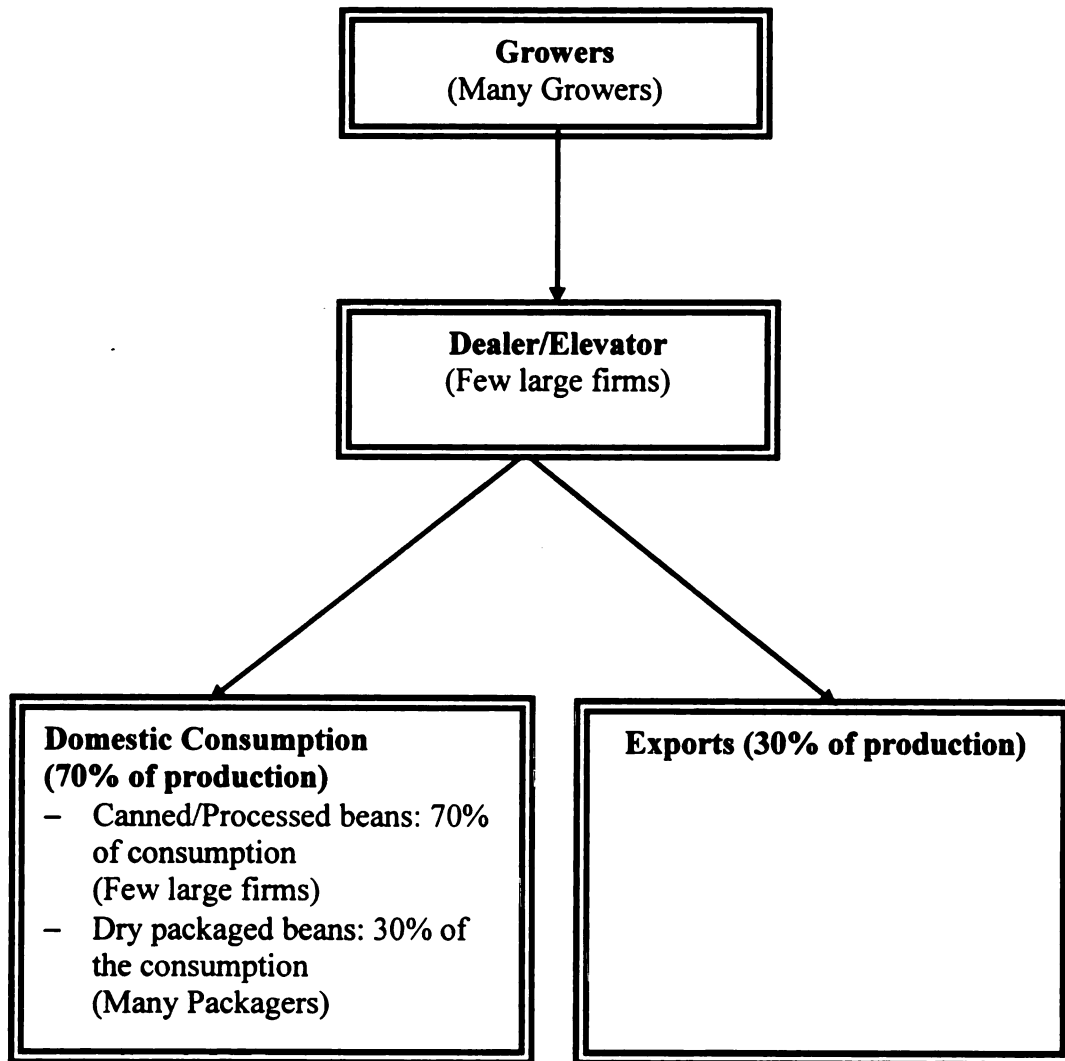 Growers
(Many Growers)
Dealer/Elevator
(Few large firms)
Domestic Consumption
(70% of production)
– Canned/Processed beans: 70%
of consumption
(Few large firms)
– Dry packaged beans: 30% of
the consumption
(Many Packagers)
Exports (30% of production)